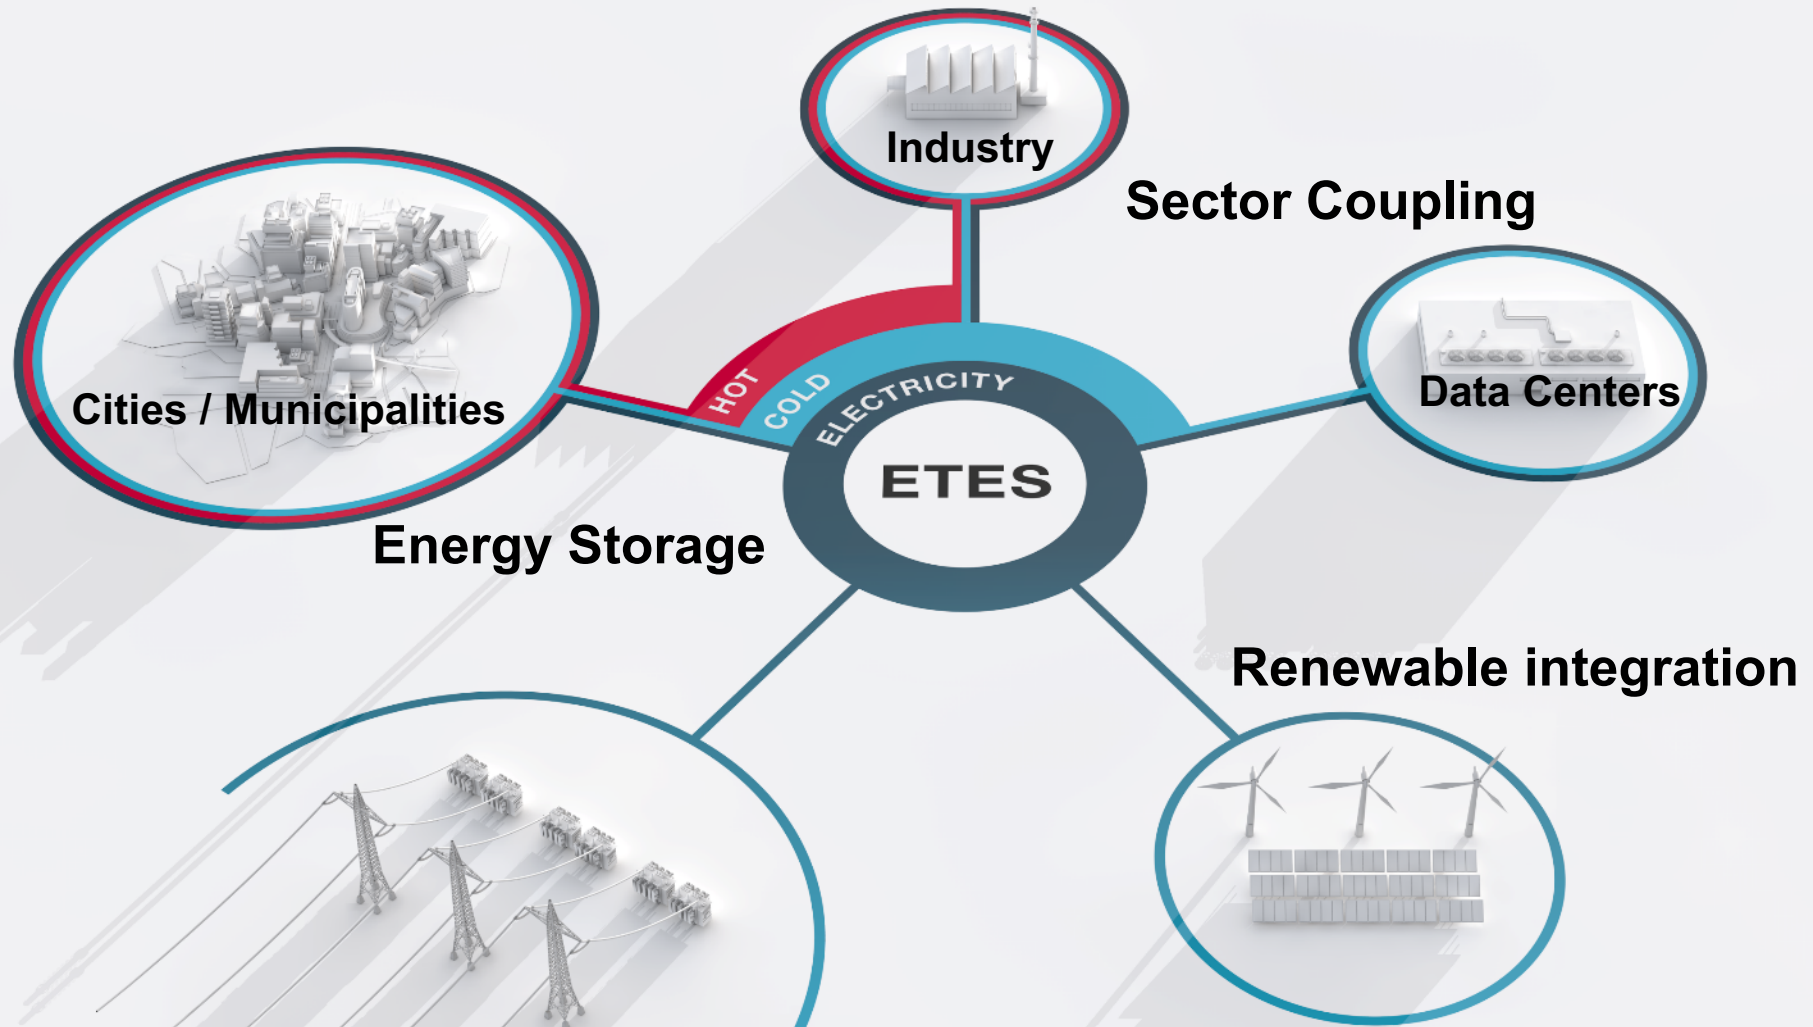 Industry
Sector Coupling
Cities / Municipalities
Data Centers
HOT
COLD
ELECTRICITY
ETES
Energy Storage
Renewable integration